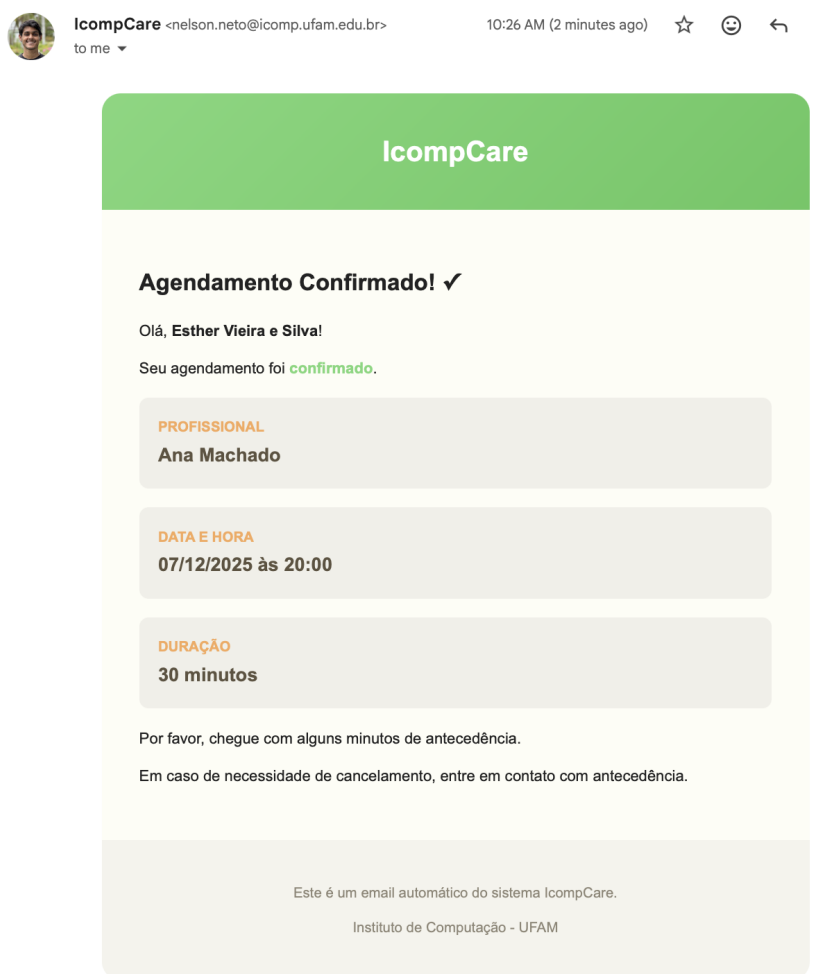 IcompCare <nelson.neto@icomp.ufam.edu.br> 10:26 AM (2 minutes ago)
to me
IcompCare
Agendamento Confirmado! ✓
Olá, Esther Vieira e Silva!
Seu agendamento foi confirmado.
PROFISSIONAL
Ana Machado
DATA E HORA
07/12/2025 às 20:00
DURAÇÃO
30 minutos
Por favor, chegue com alguns minutos de antecedência.
Em caso de necessidade de cancelamento, entre em contato com antecedência.
Este é um email automático do sistema IcompCare.
Instituto de Computação - UFAM